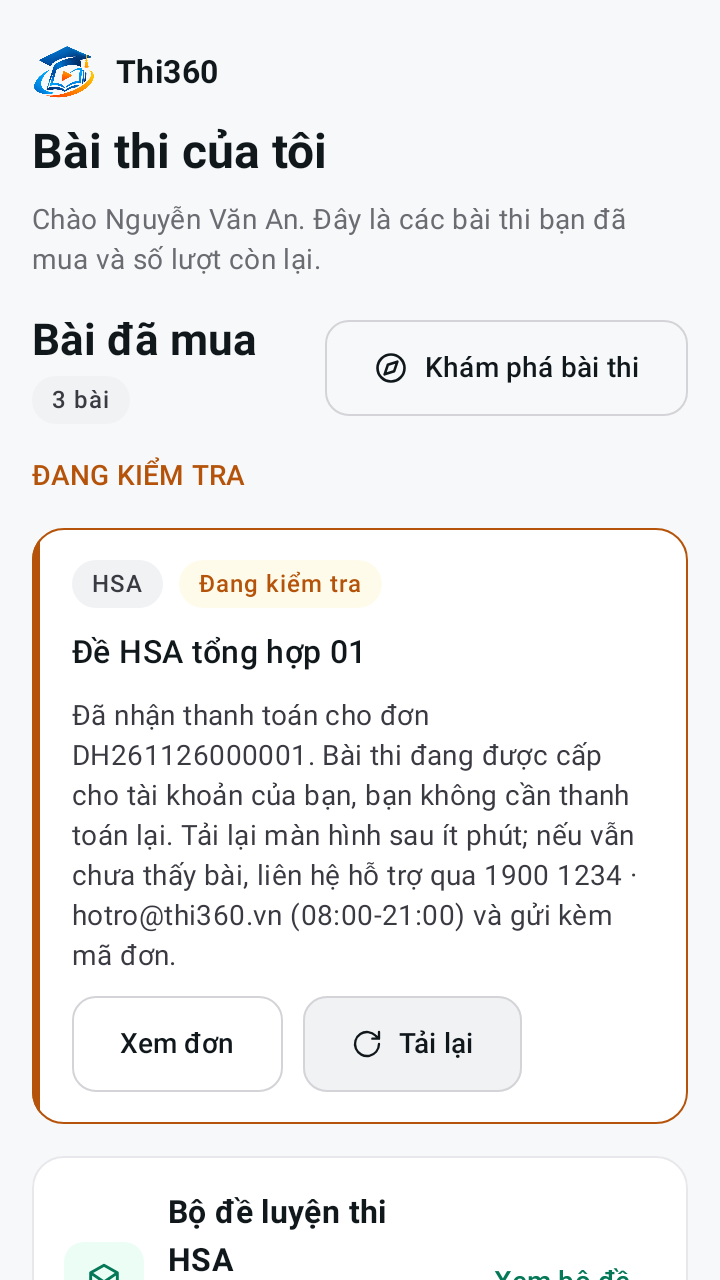 Thi360
Bài thi của tôi
Chào Nguyễn Văn An. Đây là các bài thi bạn đã
mua và số lượt còn lại.
Bài đã mua
3 bài
Khám phá bài thi
ĐANG KIỂM TRA
HSA
Đang kiểm tra
Đề HSA tổng hợp 01
Đã nhận thanh toán cho đơn
DH261126000001. Bài thi đang được cấp
cho tài khoản của bạn, bạn không cần thanh
toán lại. Tải lại màn hình sau ít phút; nếu vẫn
chưa thấy bài, liên hệ hỗ trợ qua 1900 1234 ·
hotro@thi360.vn (08:00-21:00) và gửi kèm
mã đơn.
Xem đơn
Tải lại
Bộ đề luyện thi
HSA
Xem bộ đề